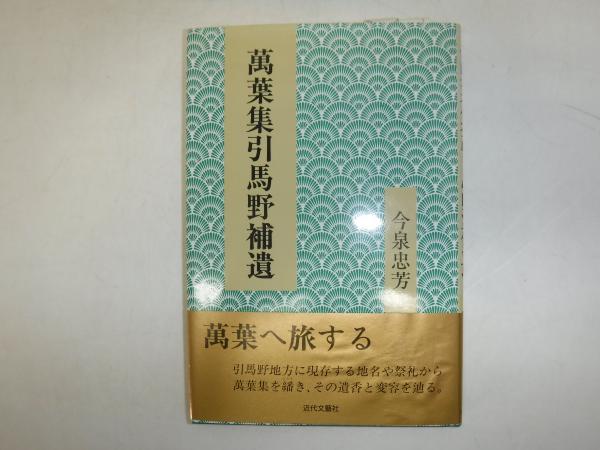 萬葉集引馬野補遺
今泉忠芳
萬葉へ旅する
引馬野地方に現存する地名や祭礼から
萬葉集を繙き、その遺香と変容を辿る。
近代文藝社